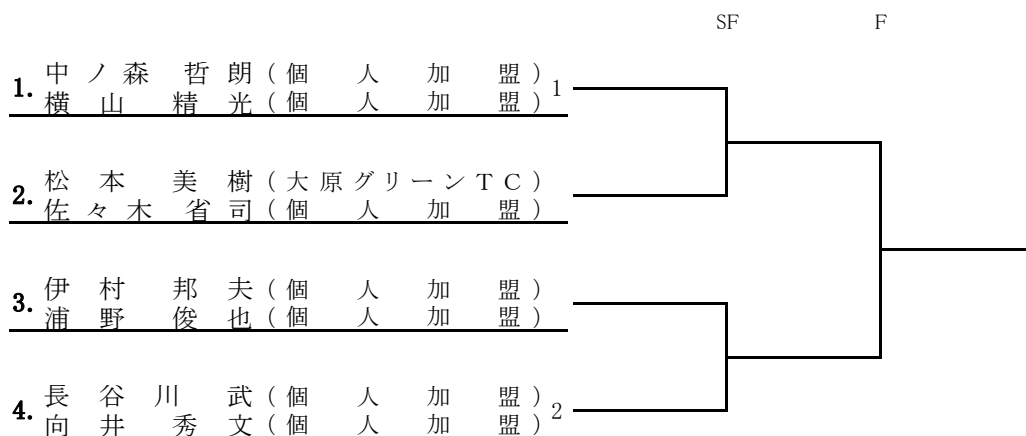 SF F
1. 中ノ森 哲朗 (個人加盟) 1
横山 精光 (個人加盟)
2. 松本 美樹 (大原グリーンTC)
佐々木 省司 (個人加盟)
3. 伊村 邦夫 (個人加盟)
浦野 俊也 (個人加盟)
4. 長谷川 武 (個人加盟) 2
向井 秀文 (個人加盟)